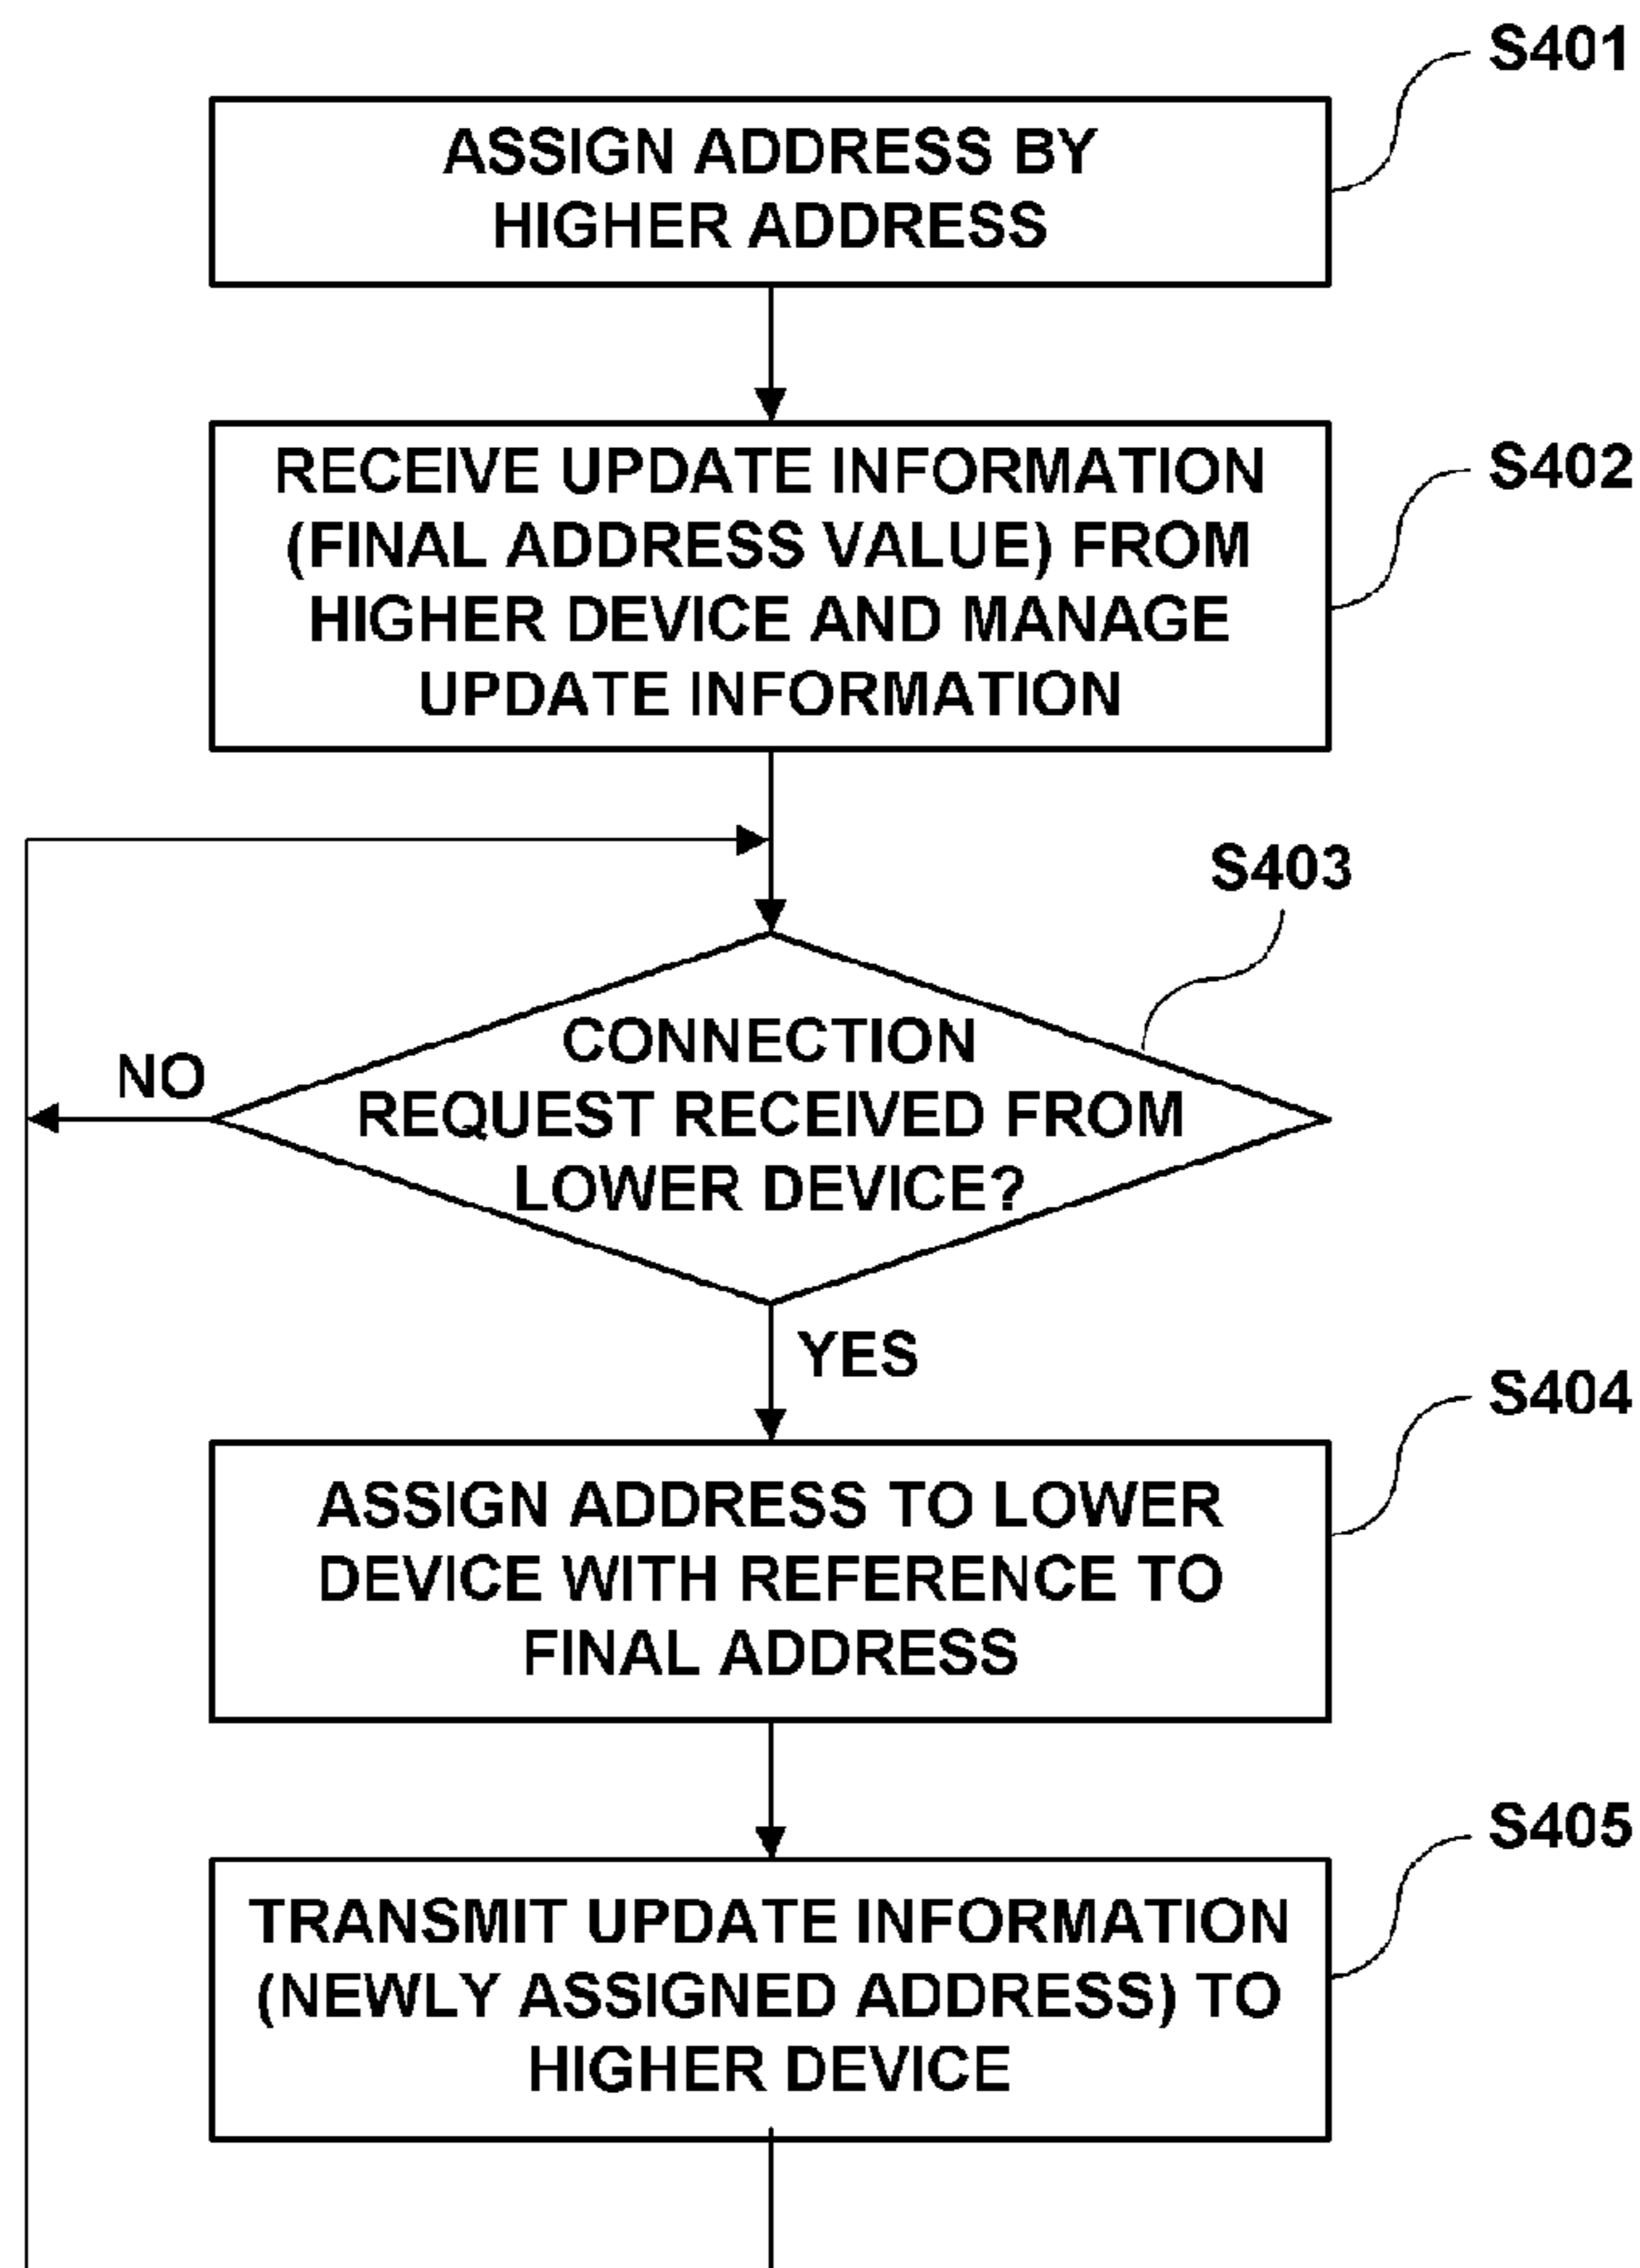 S401
ASSIGN ADDRESS BY
HIGHER ADDRESS
RECEIVE UPDATE INFORMATION
(FINAL ADDRESS VALUE) FROM
HIGHER DEVICE AND MANAGE
UPDATE INFORMATION
S402
S403
CONNECTION
REQUEST RECEIVED FROM
LOWER DEVICE?
NO
YES
S404
ASSIGN ADDRESS TO LOWER
DEVICE WITH REFERENCE TO
FINAL ADDRESS
S405
TRANSMIT UPDATE INFORMATION
(NEWLY ASSIGNED ADDRESS) TO
HIGHER DEVICE